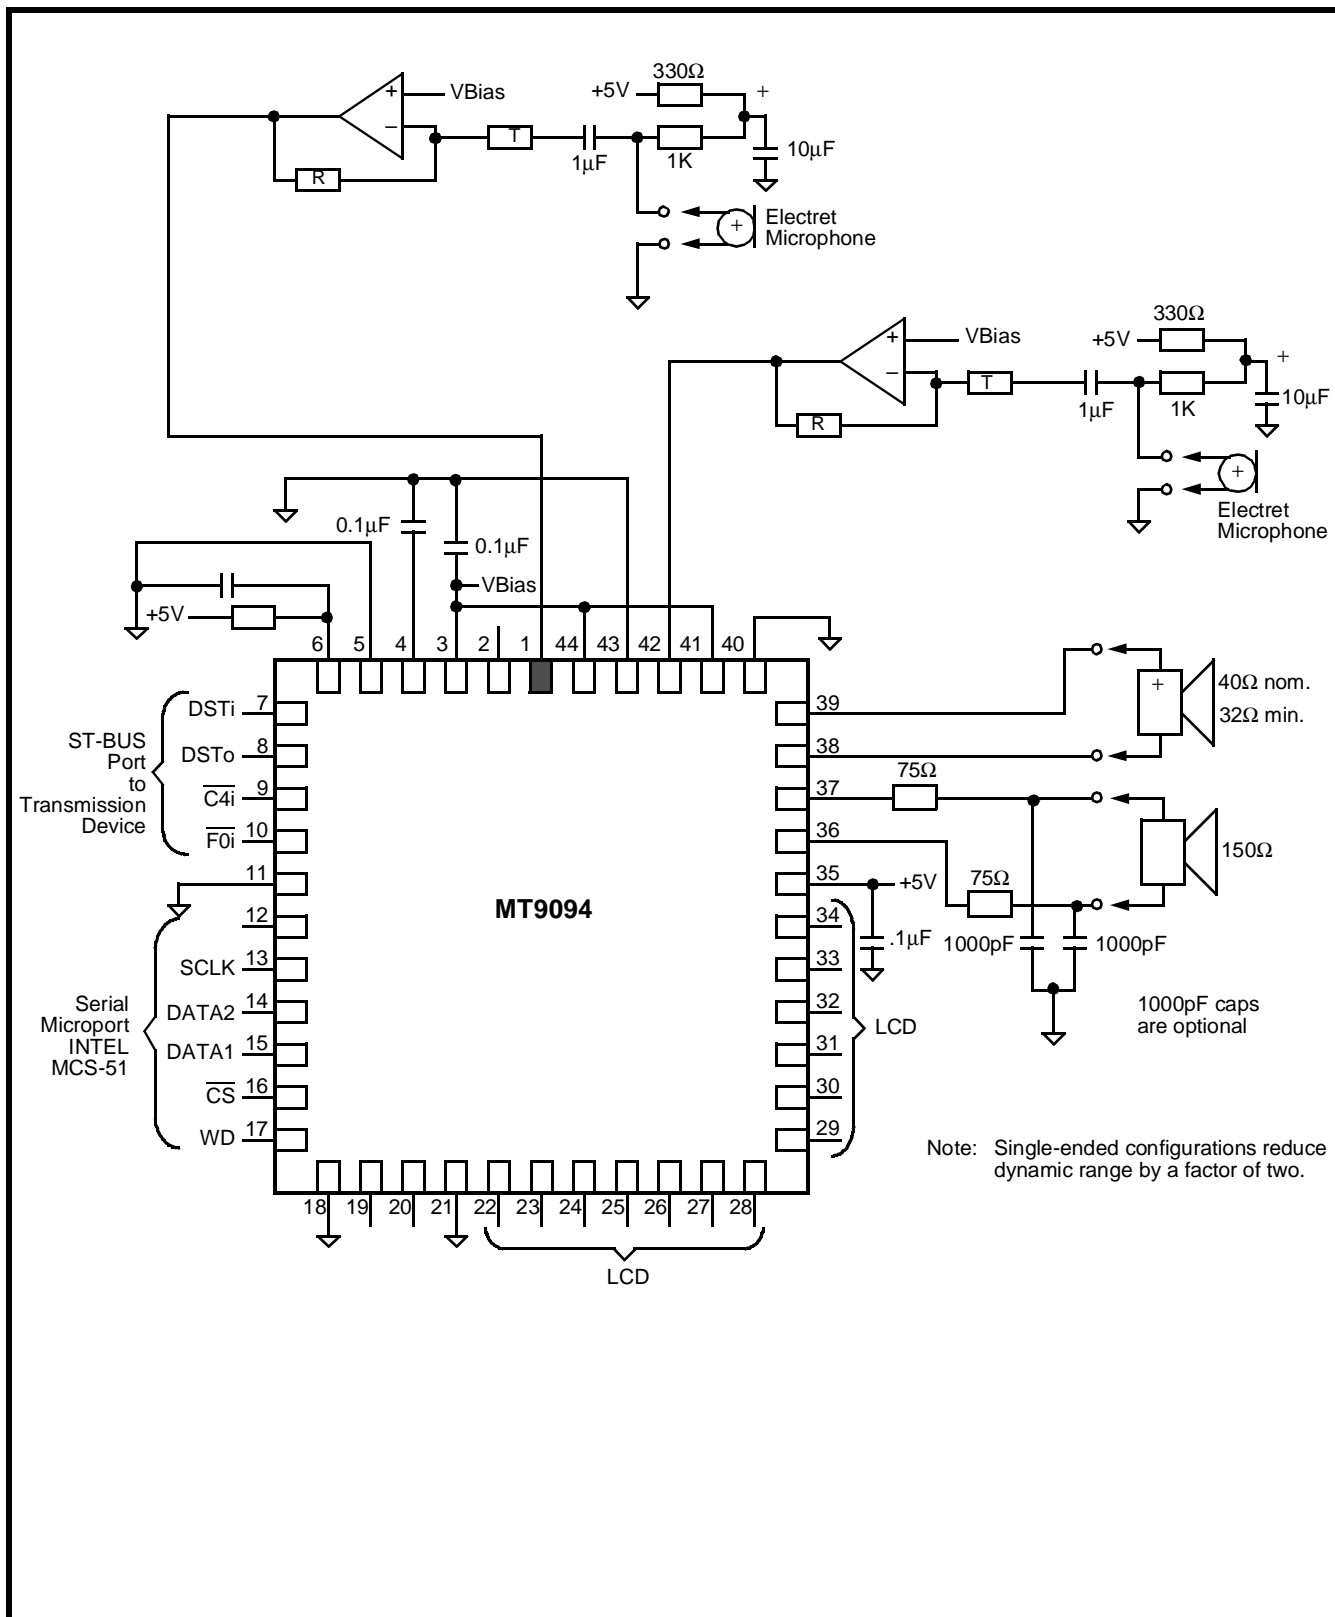 330Ω
+5V
+
VBias
+
−
T
1µF
1K
10µF
R
+
Electret
Microphone
330Ω
+5V
+
VBias
+
−
T
1µF
1K
10µF
R
+
Electret
Microphone
0.1µF
0.1µF
VBias
+5V
6 5 4 3 2 1 44 43 42 41 40
ST-BUS
Port
to
Transmission
Device
DSTi 7
DSTo 8
C4i 9
F0i 10
11
12
Serial
Microport
INTEL
MCS-51
SCLK 13
DATA2 14
DATA1 15
CS 16
WD 17
MT9094
39
38
37
36
35
34
33
32
31
30
29
+
40Ω nom.
32Ω min.
75Ω
150Ω
+5V
75Ω
.1µF
1000pF
1000pF
LCD
1000pF caps
are optional
Note: Single-ended configurations reduce
dynamic range by a factor of two.
18 19 20 21 22 23 24 25 26 27 28
LCD